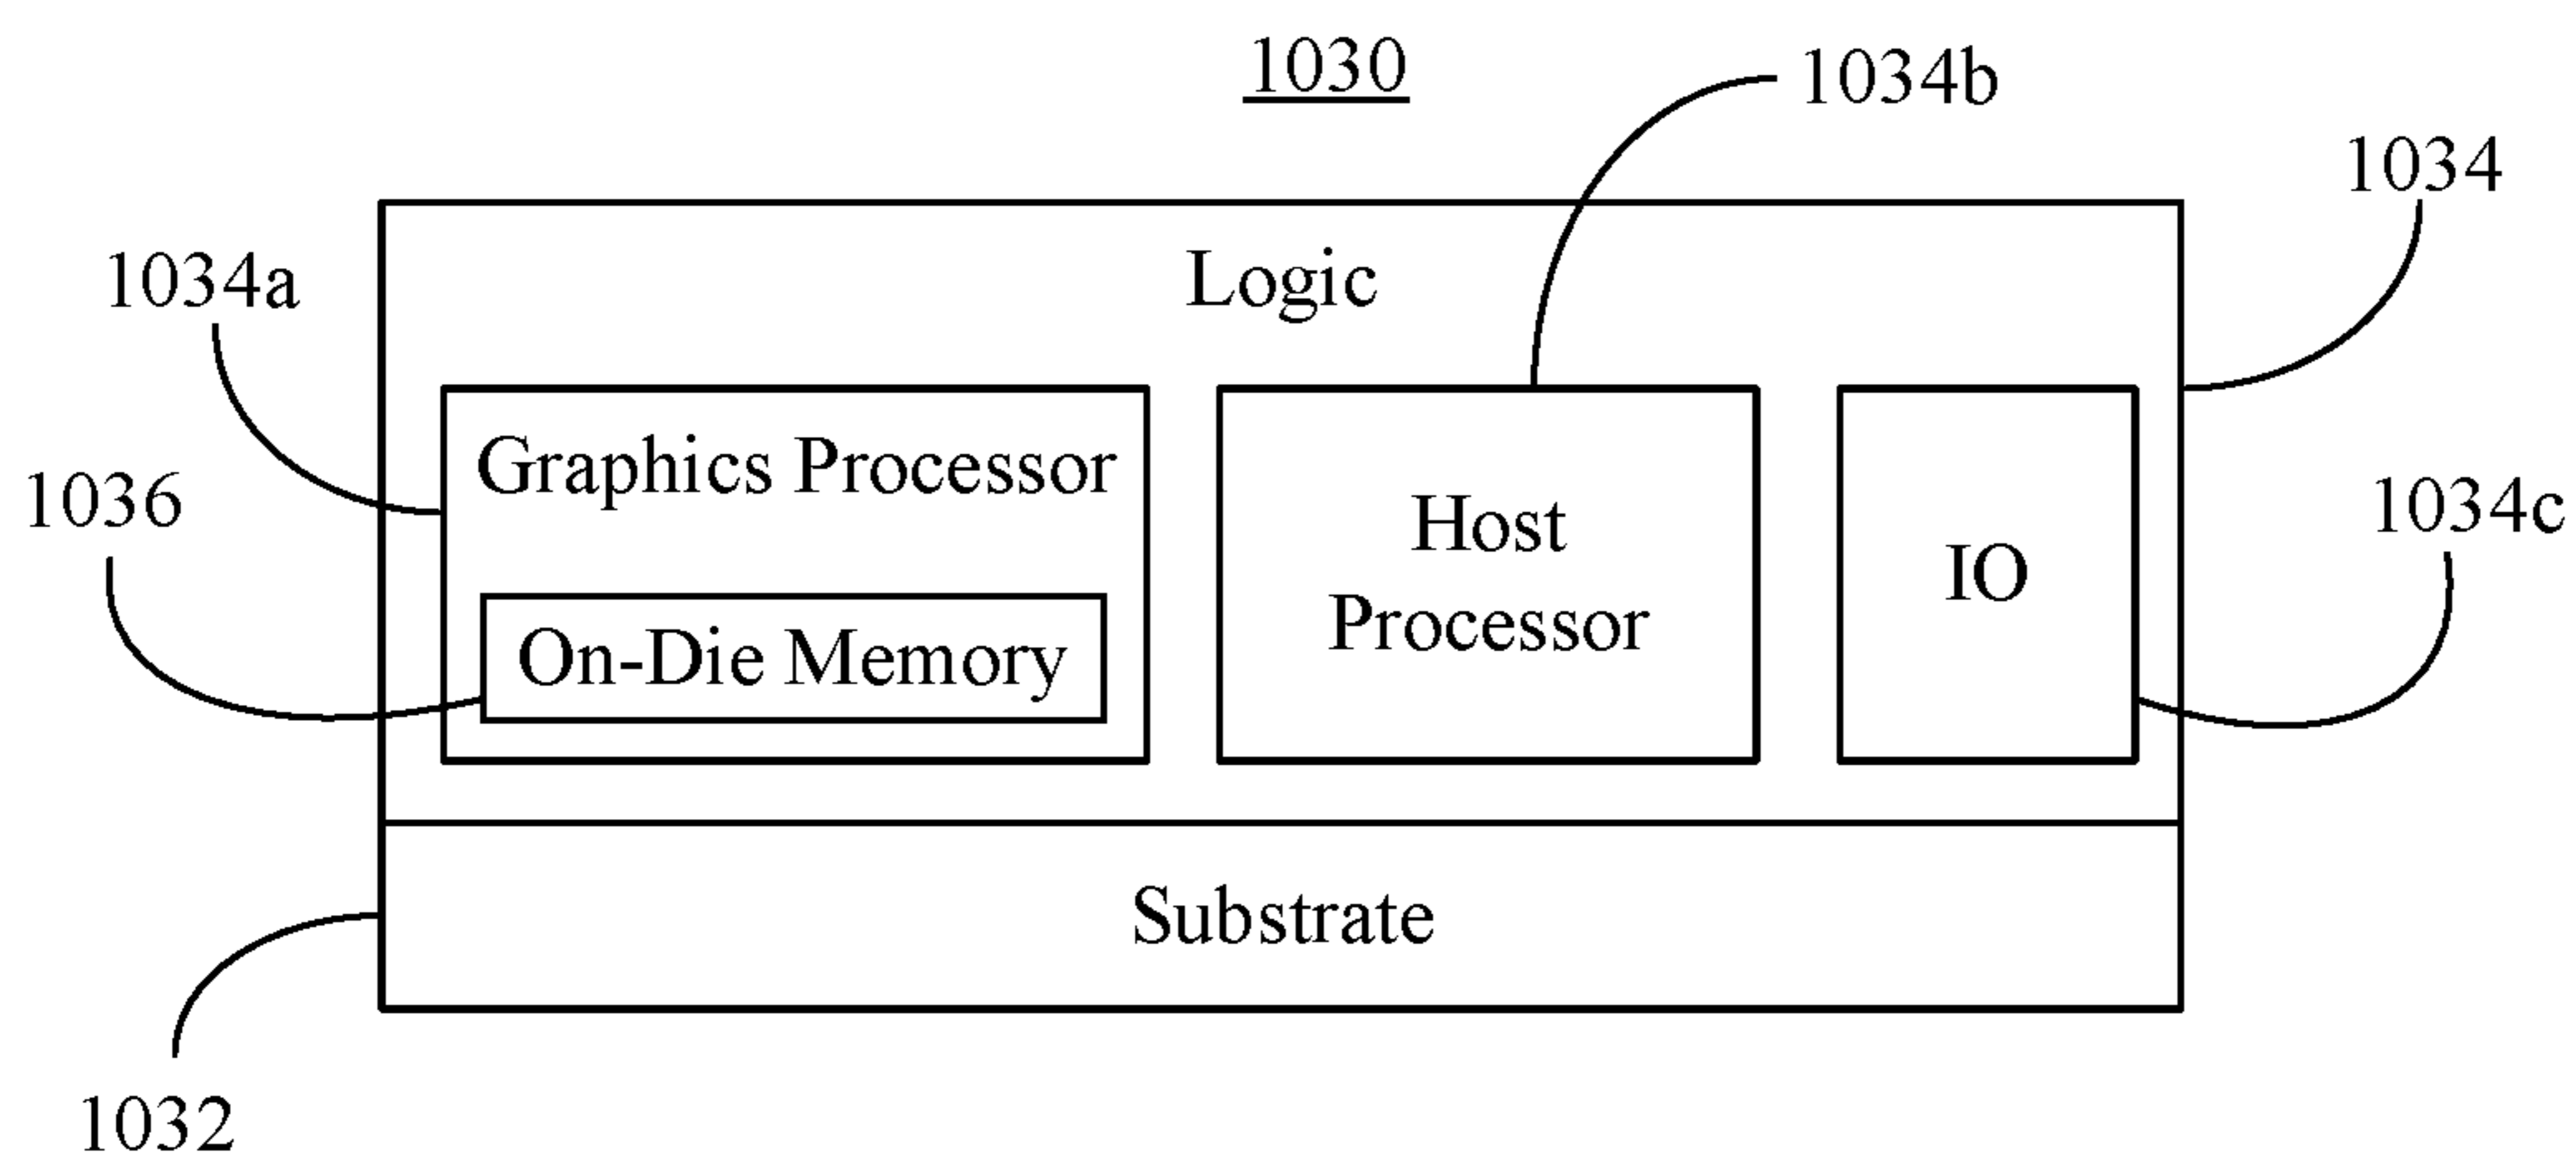 1030
1034b
1034
Logic
1034a
Graphics Processor
1036
Host
Processor
1034c
IO
On-Die Memory
Substrate
1032